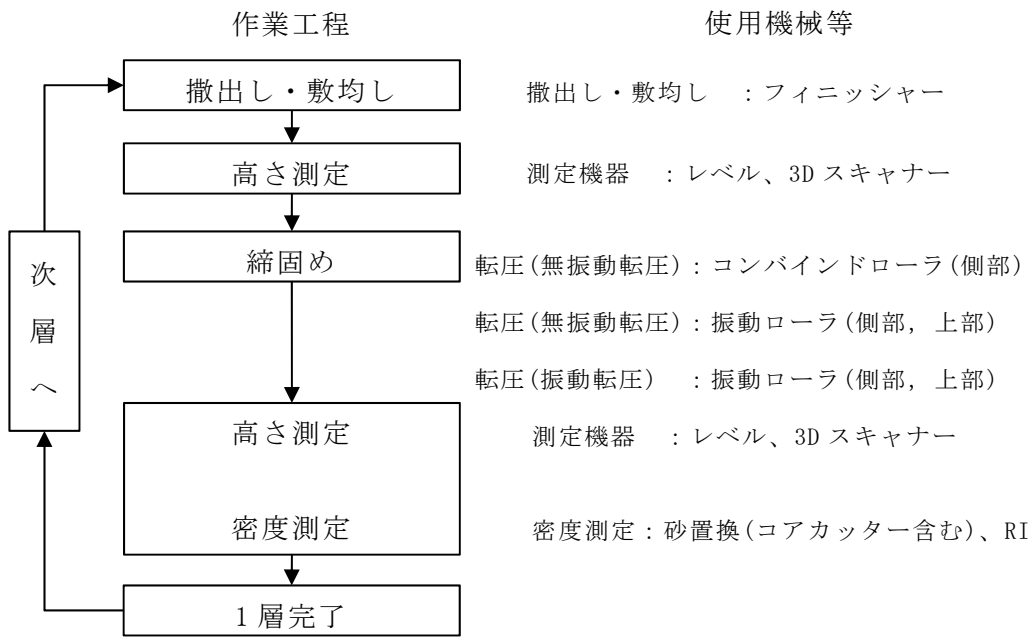 作業工程 使用機械等
撒出し・敷均し 撒出し・敷均し :フィニッシャー
高さ測定 測定機器 :レベル、3Dスキャナー
締固め 転圧(無振動転圧):コンバインドローラ(側部)
転圧(無振動転圧):振動ローラ(側部, 上部)
転圧(振動転圧) :振動ローラ(側部, 上部)
高さ測定 測定機器 :レベル、3Dスキャナー
密度測定 密度測定:砂置換(コアカッター含む)、RI
1層完了
次層へ